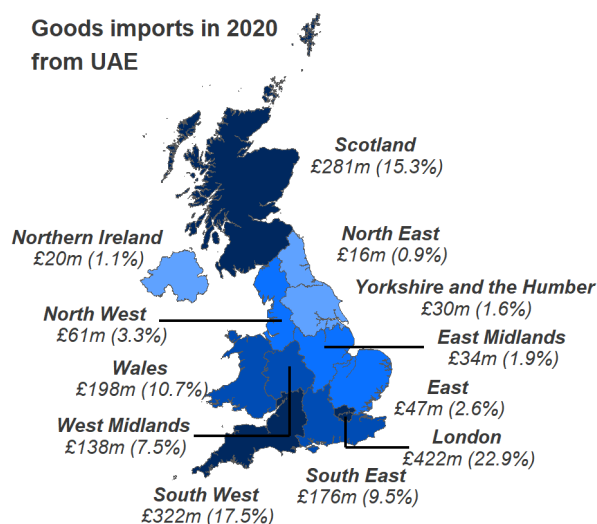 Goods imports in 2020
from UAE
Scotland
£281m (15.3%)
Northern Ireland
£20m (1.1%)
North East
£16m (0.9%)
Yorkshire and the Humber
£30m (1.6%)
North West
£61m (3.3%)
East Midlands
£34m (1.9%)
Wales
£198m (10.7%)
East
£47m (2.6%)
West Midlands
£138m (7.5%)
London
£422m (22.9%)
South East
£176m (9.5%)
South West
£322m (17.5%)